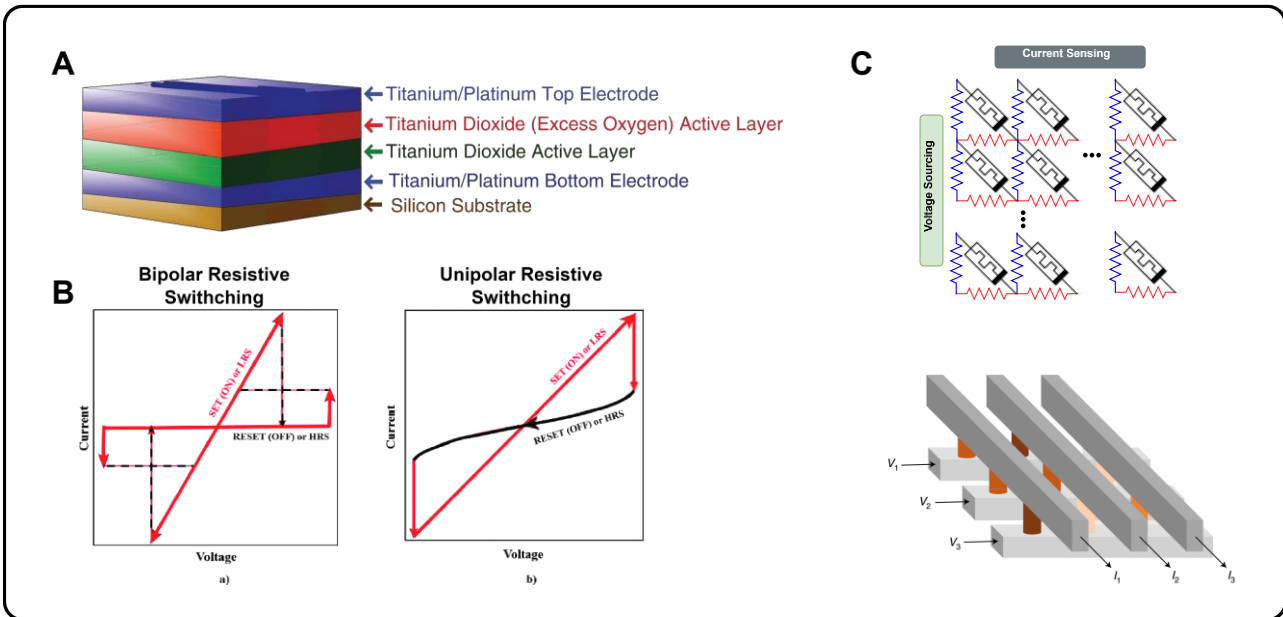 A
Titanium/Platinum Top Electrode
Titanium Dioxide (Excess Oxygen) Active Layer
Titanium Dioxide Active Layer
Titanium/Platinum Bottom Electrode
Silicon Substrate
B
Bipolar Resistive
Swithching
Current
SET (ON) or LRS
RESET (OFF) or HRS
Voltage
a)
Unipolar Resistive
Swithching
Current
SET (ON) or LRS
RESET (OFF) or HRS
Voltage
b)
C
Current Sensing
Voltage Sourcing
V1
V2
V3
I1
I2
I3